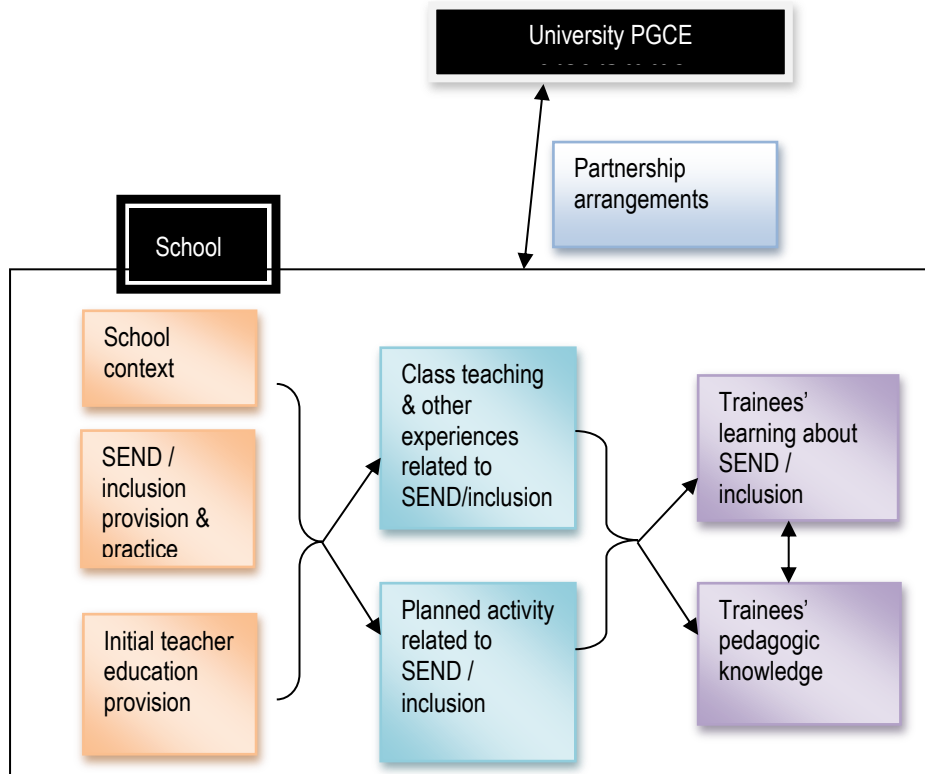 University PGCE
Partnership
arrangements
School
School
context
SEND /
inclusion
provision &
practice
Initial teacher
education
provision
Class teaching
& other
experiences
related to
SEND/inclusion
Planned activity
related to
SEND /
inclusion
Trainees'
learning about
SEND /
inclusion
Trainees'
pedagogic
knowledge